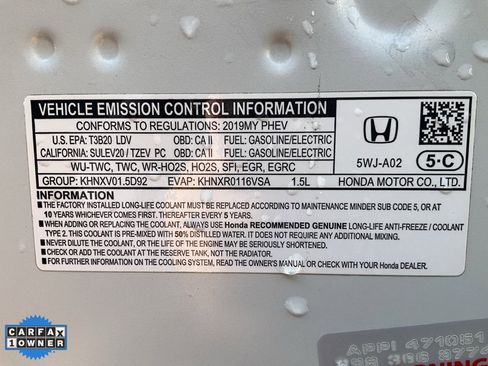 VEHICLE EMISSION CONTROL INFORMATION
CONFORMS TO REGULATIONS: 2019MY PHEV
U.S. EPA: T3B20 LDV OBD: CA II FUEL: GASOLINE/ELECTRIC
CALIFORNIA: SULEV20 / TZEV PC OBD: CA II FUEL: GASOLINE/ELECTRIC
WU-TWC, TWC, WR-HO2S, HO2S, SFI, EGR, EGRC
GROUP: KHNXV01.5D92 EVAP: KHNXR0116VSA 1.5L
5WJ-A02 5-C
HONDA MOTOR CO., LTD.
INFORMATION
■THE FACTORY INSTALLED LONG-LIFE COOLANT MUST BE REPLACED ACCORDING TO MAINTENANCE MINDER SUB CODE 5, OR AT
10 YEARS WHICHEVER COMES FIRST. THEREAFTER, EVERY 5 YEARS.
■WHEN ADDING OR REPLACING THE COOLANT, ALWAYS USE Honda RECOMMENDED GENUINE LONG-LIFE ANTI-FREEZE / COOLANT
TYPE 2. THIS COOLANT IS PRE-MIXED WITH 50% DISTILLED WATER. IT DOES NOT REQUIRE ANY ADDITIONAL MIXING.
■NEVER DILUTE THE COOLANT, OR THE LIFE OF THE ENGINE MAY BE SERIOUSLY SHORTENED.
■CHECK OR ADD COOLANT AT THE RESERVE TANK, NOT THE RADIATOR.
■FOR FURTHER INFORMATION ON THE COOLING SYSTEM, READ THE OWNER'S MANUAL OR CHECK WITH YOUR Honda DEALER.
CARFAX
1 OWNER